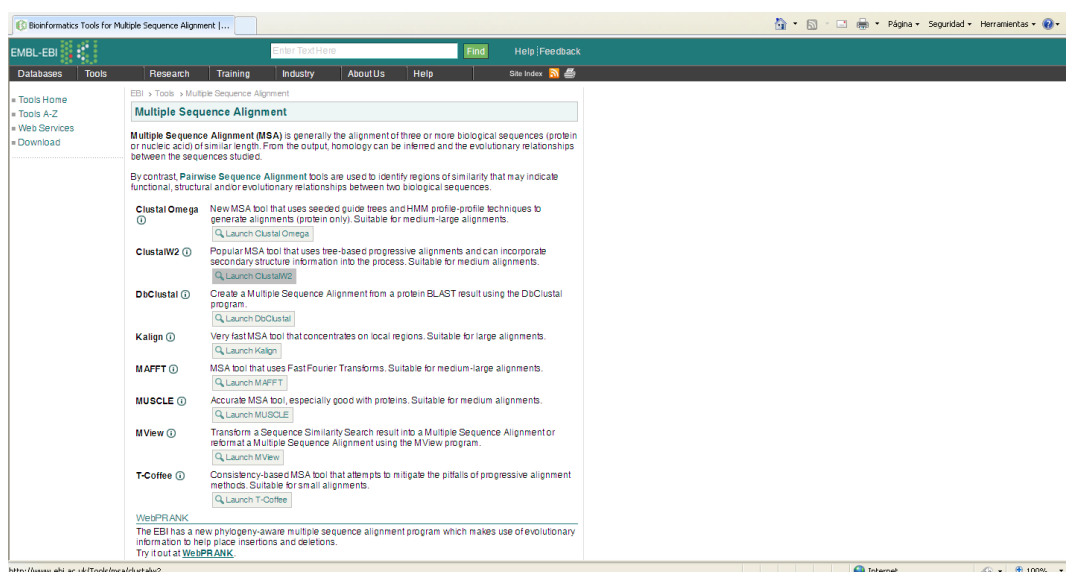 Bioinformatics Tools for Multiple Sequence Alignment |...
Página Seguridad Herramientas
EMBL-EBI Enter Text Here Find Help | Feedback
Databases Tools Research Training Industry About Us Help Site Index
Tools Home
Tools A-Z
Web Services
Download
EBI > Tools > Multiple Sequence Alignment
Multiple Sequence Alignment
Multiple Sequence Alignment (MSA) is generally the alignment of three or more biological sequences (protein
or nucleic acid) of similar length. From the output, homology can be inferred and the evolutionary relationships
between the sequences studied.
By contrast, Pairwise Sequence Alignment tools are used to identify regions of similarity that may indicate
functional, structural and/or evolutionary relationships between two biological sequences.
Clustal Omega New MSA tool that uses seeded guide trees and HMM profile-profile techniques to
generate alignments (protein only). Suitable for medium-large alignments.
Launch Clustal Omega
ClustalW2 Popular MSA tool that uses tree-based progressive alignments and can incorporate
secondary structure information into the process. Suitable for medium alignments.
Launch ClustalW2
DbClustal Create a Multiple Sequence Alignment from a protein BLAST result using the DbClustal
program.
Launch DbClustal
Kalign Very fast MSA tool that concentrates on local regions. Suitable for large alignments.
Launch Kalign
MAFFT MSA tool that uses Fast Fourier Transforms. Suitable for medium-large alignments.
Launch MAFFT
MUSCLE Accurate MSA tool, especially good with proteins. Suitable for medium alignments.
Launch MUSCLE
MView Transform a Sequence Similarity Search result into a Multiple Sequence Alignment or
reformat a Multiple Sequence Alignment using the MView program.
Launch MView
T-Coffee Consistency-based MSA tool that attempts to mitigate the pitfalls of progressive alignment
methods. Suitable for small alignments.
Launch T-Coffee
WebPRANK
The EBI has a new phylogeny-aware multiple sequence alignment program which makes use of evolutionary
information to help place insertions and deletions.
Try it out at WebPRANK.
http://www.ebi.ac.uk/Tools/msa/clustalw2 Internet 100%